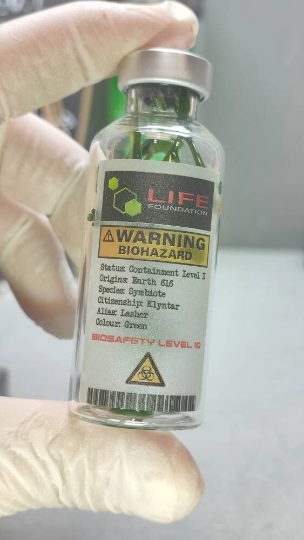 LIFE
FOUNDATION
WARNING
BIOHAZARD
Status: Containment Level I
Origins: Earth 616
Species: Symbiote
Citizenship: Klyntar
Alias: Lasher
Colour: Green
BIOSAFETY LEVEL 10